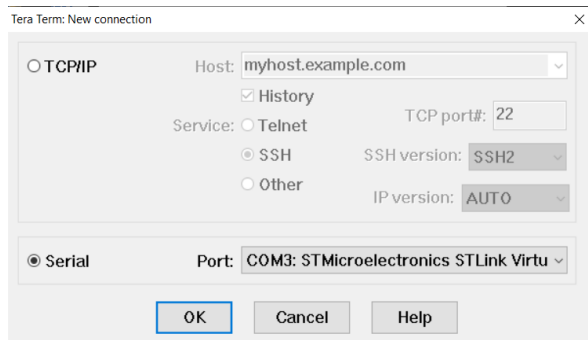 Tera Term: New connection
TCP/IP Host: myhost.example.com
History
Service: Telnet TCP port#: 22
SSH SSH version: SSH2
Other IP version: AUTO
Serial Port: COM3: STMicroelectronics STLink Virtu
OK Cancel Help